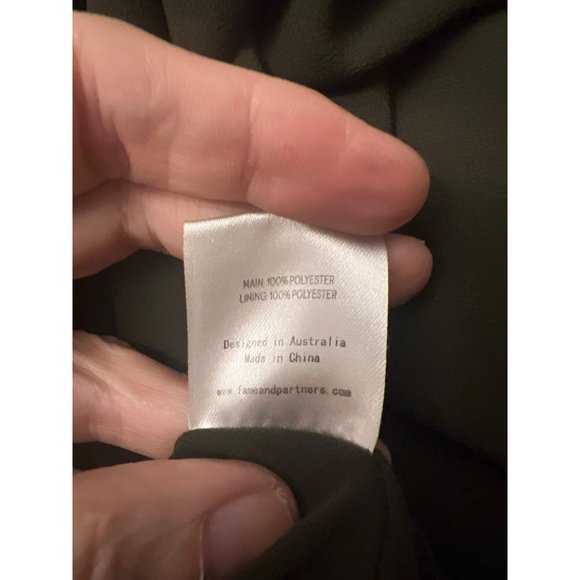 MAIN: 100% POLYESTER
LINING: 100% POLYESTER
Designed in Australia
Made in China
www.fameandpartners.com